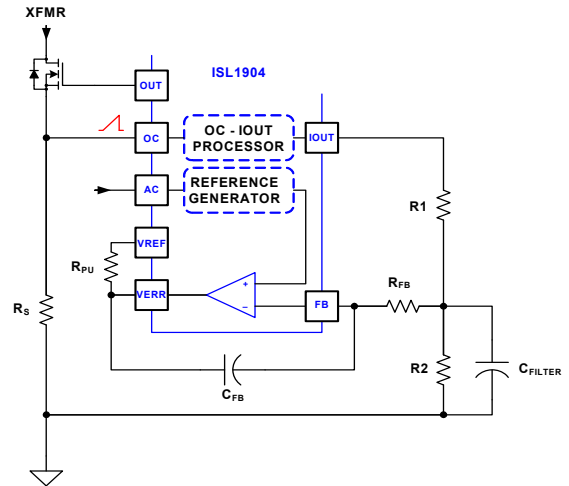 XFMR
ISL1904
OUT
OC
OC - IOUT
PROCESSOR
IOUT
AC
REFERENCE
GENERATOR
R1
VREF
RPU
VERR
+
−
FB
RFB
RS
R2
CFILTER
CFB